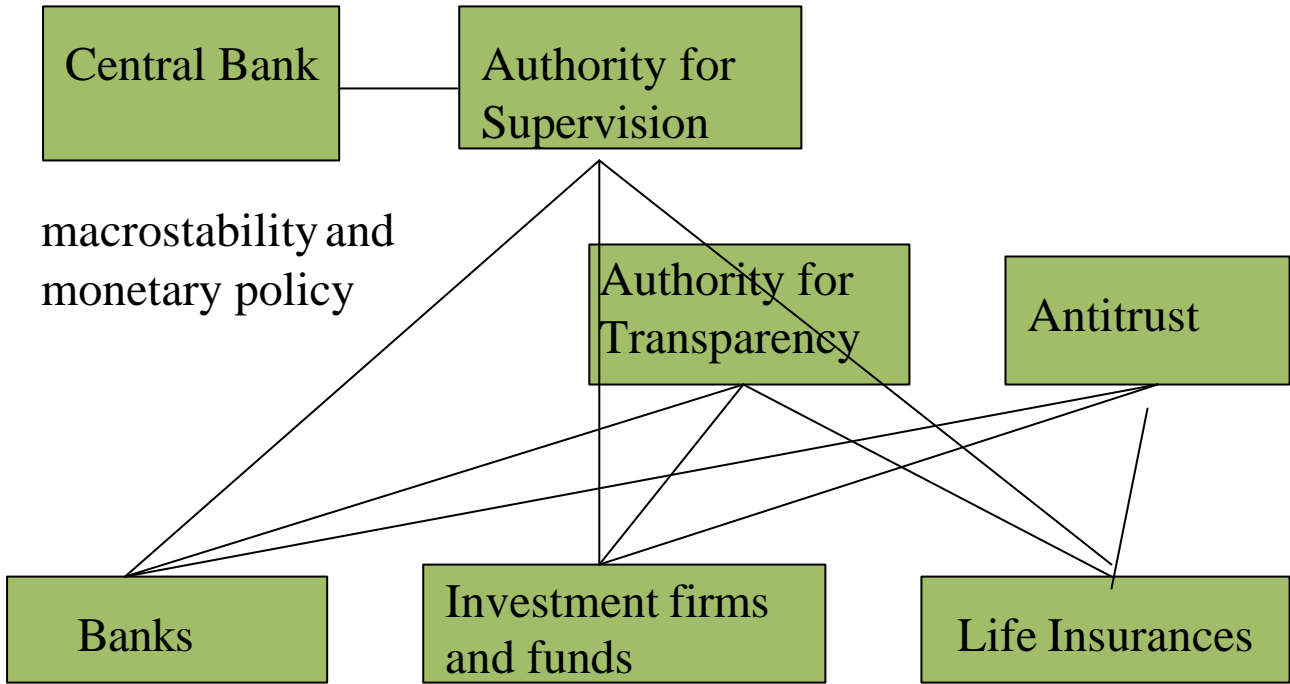 Central Bank
Authority for
Supervision
macrostability and
monetary policy
Authority for
Transparency
Antitrust
Banks
Investment firms
and funds
Life Insurances